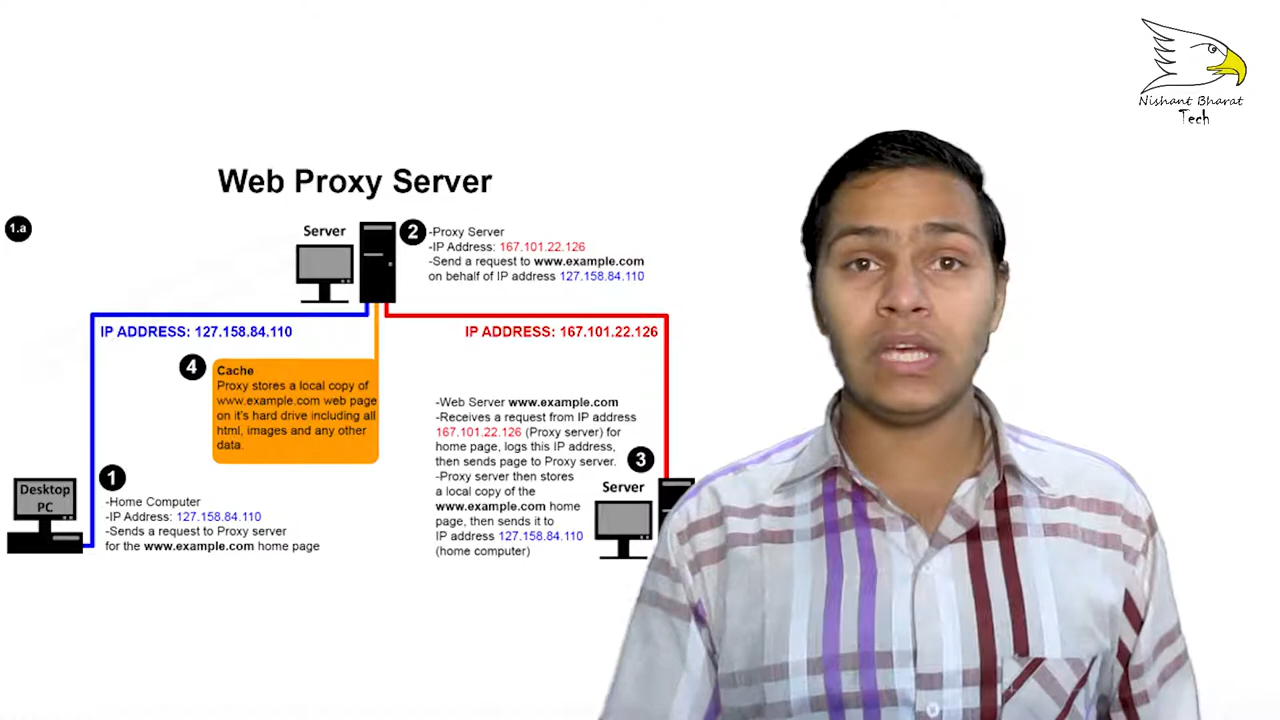 Nishant Bharat
Tech
Web Proxy Server
1.a
Server
2
-Proxy Server
-IP Address: 167.101.22.126
-Send a request to www.example.com
on behalf of IP address 127.158.84.110
IP ADDRESS: 127.158.84.110
IP ADDRESS: 167.101.22.126
4
Cache
Proxy stores a local copy of
www.example.com web page
on it's hard drive including all
html, images and any other
data.
-Web Server www.example.com
-Receives a request from IP address
167.101.22.126 (Proxy server) for
home page, logs this IP address,
then sends page to Proxy server.
-Proxy server then stores
a local copy of the
www.example.com home
page, then sends it to
IP address 127.158.84.110
(home computer)
3
Server
Desktop
PC
1
-Home Computer
-IP Address: 127.158.84.110
-Sends a request to Proxy server
for the www.example.com home page